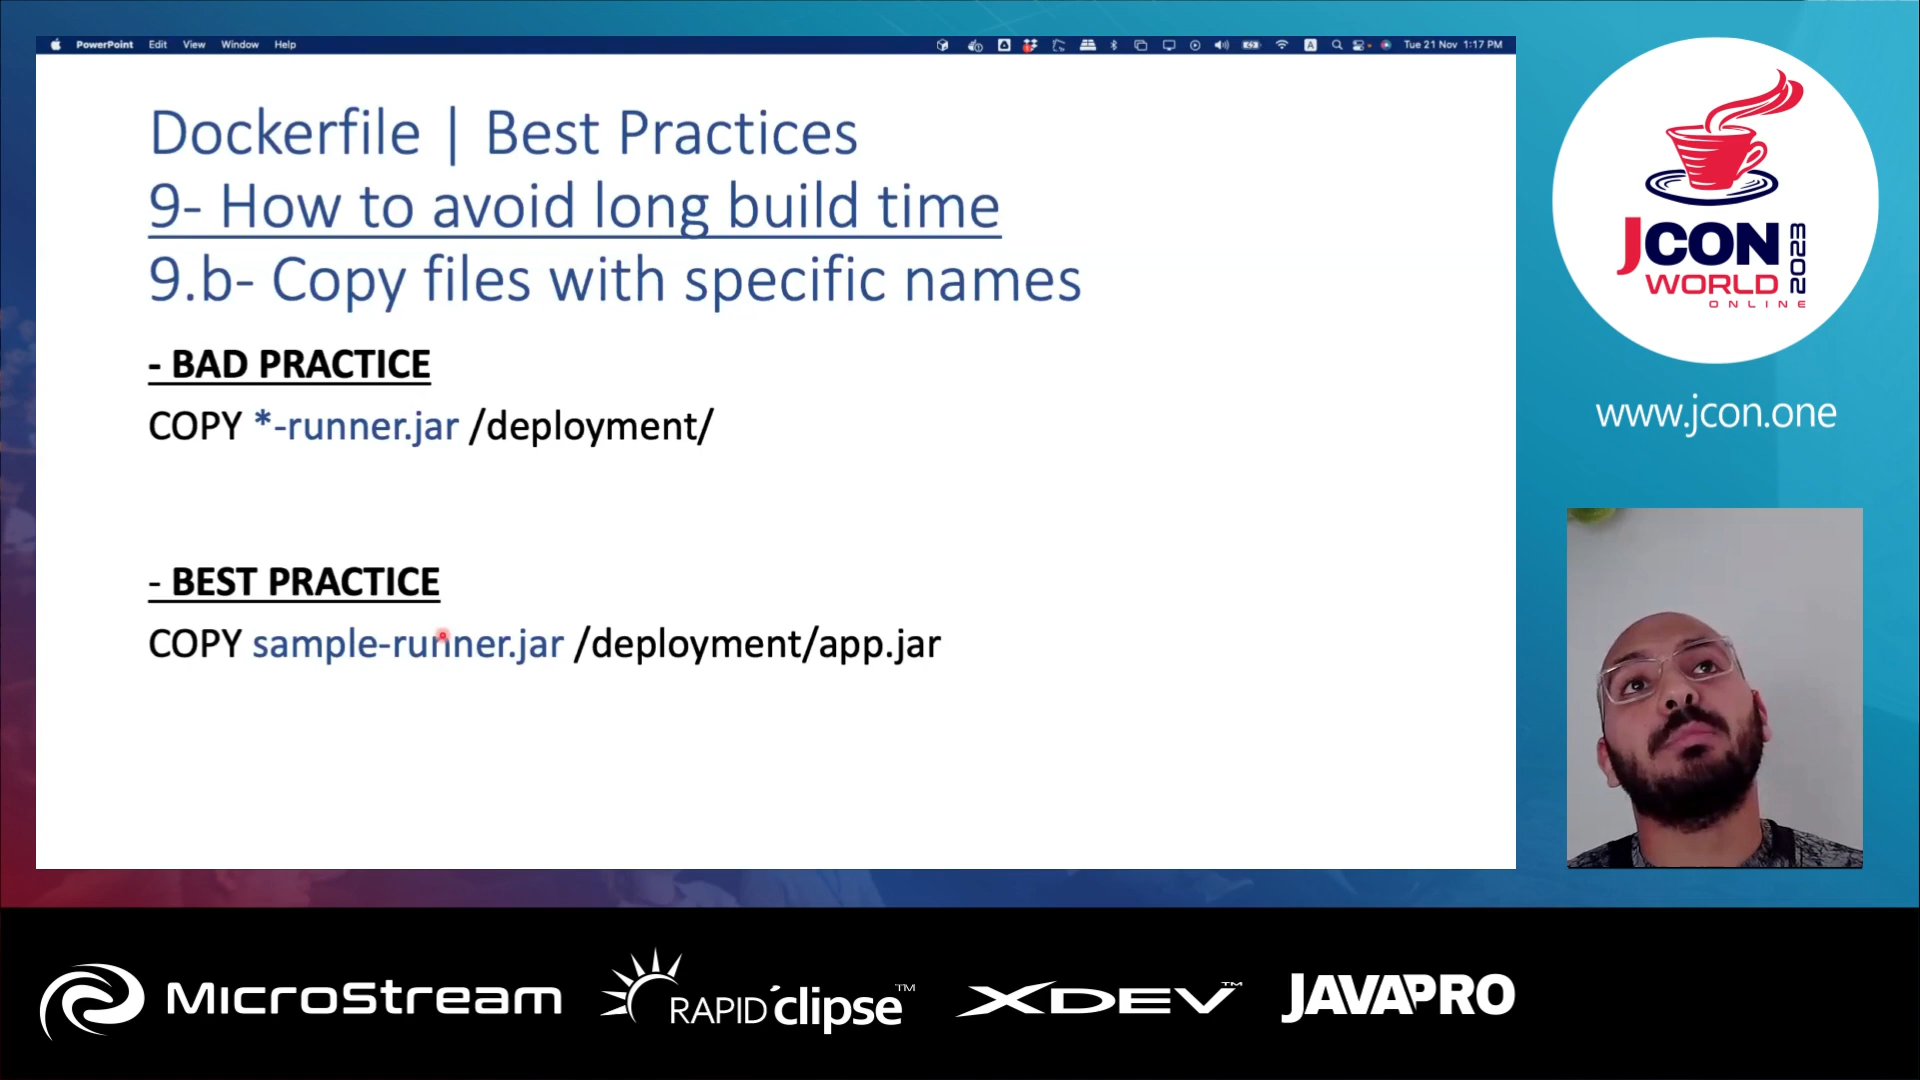 PowerPoint Edit View Window Help
Tue 21 Nov 1:17 PM
Dockerfile | Best Practices
9- How to avoid long build time
9.b- Copy files with specific names
- BAD PRACTICE
COPY *-runner.jar /deployment/
- BEST PRACTICE
COPY sample-runner.jar /deployment/app.jar
JCON
WORLD
ONLINE
2023
www.jcon.one
MicroStream
RAPID'clipse™
XDEV™
JAVAPRO